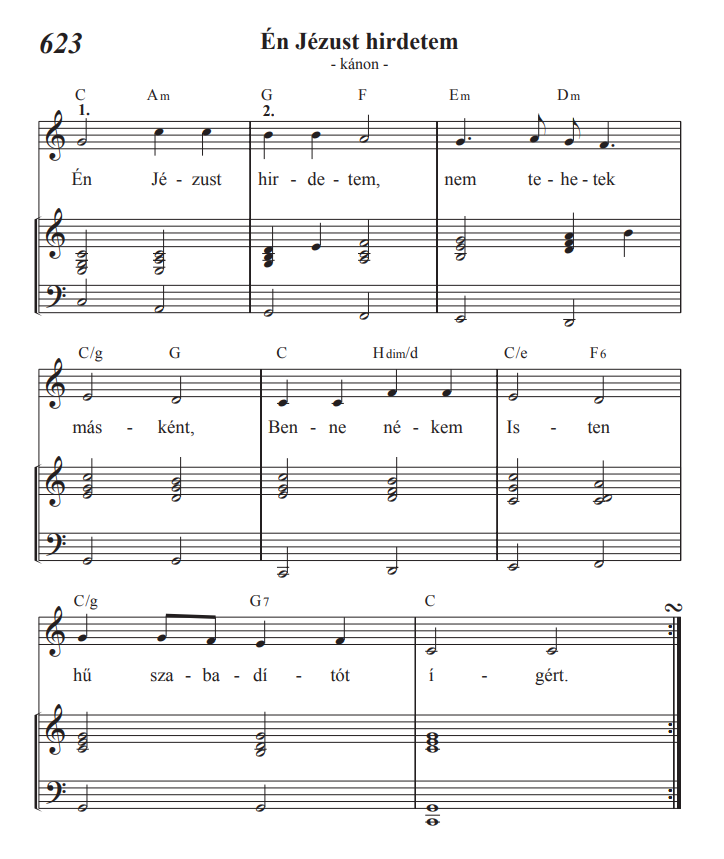 623
Én Jézust hirdetem
- kánon -
C Am G F Em Dm
1. 2.
Én Jé - zust hir - de - tem, nem te - he - tek
C/g G C Hdim/d C/e F6
más - ként, Ben - ne né - kem Is - ten
C/g G7 C
hű sza - ba - dí - tót í - gért.